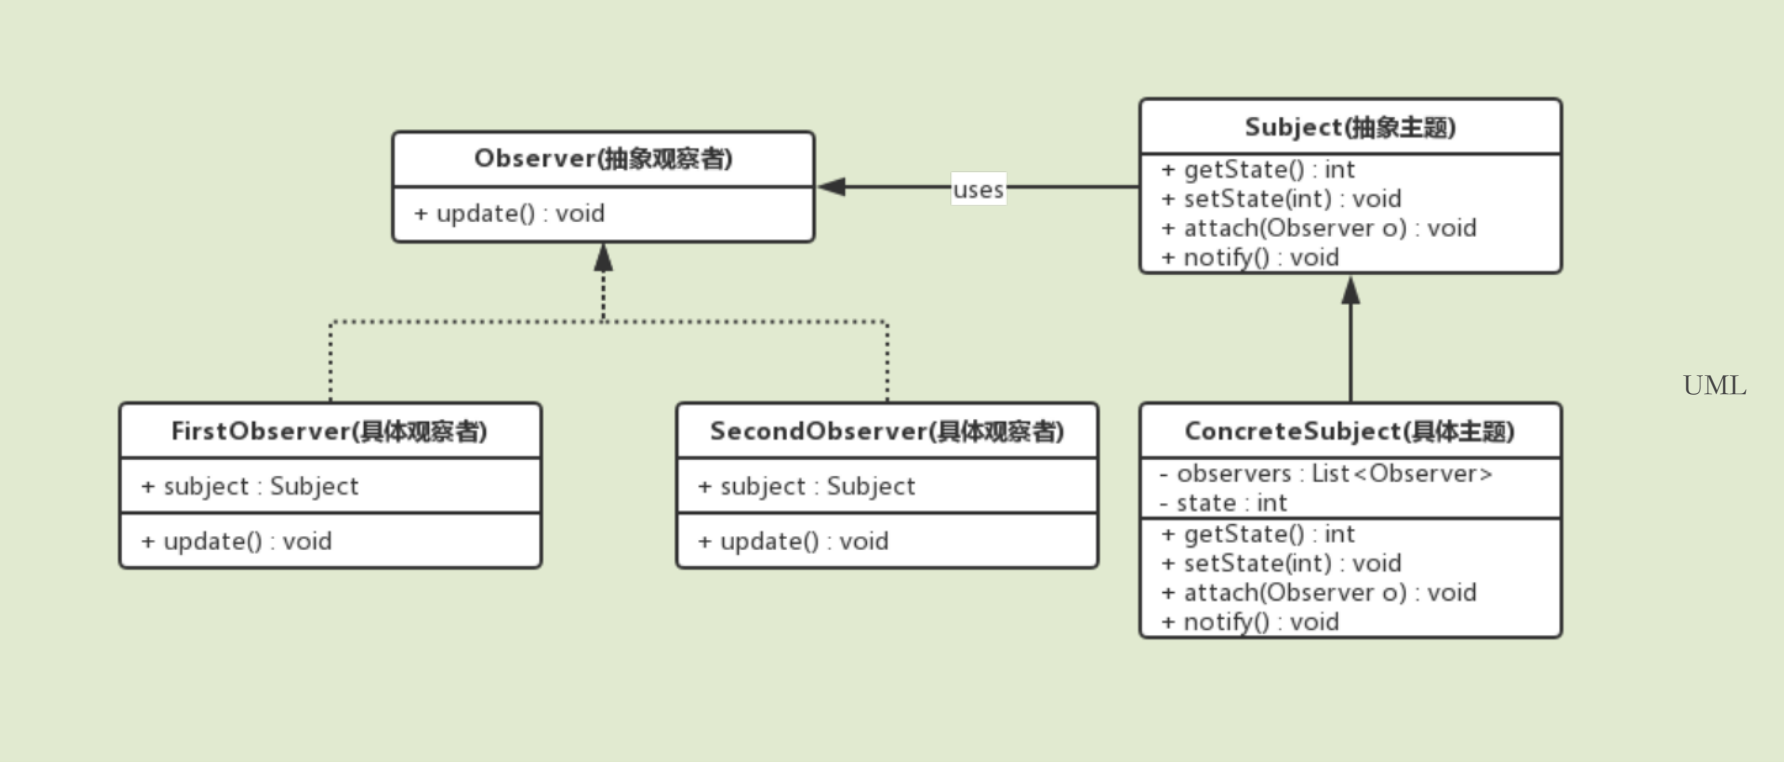 Observer(抽象观察者)
+ update() : void
uses
Subject(抽象主题)
+ getState() : int
+ setState(int) : void
+ attach(Observer o) : void
+ notify() : void
FirstObserver(具体观察者)
+ subject : Subject
+ update() : void
SecondObserver(具体观察者)
+ subject : Subject
+ update() : void
ConcreteSubject(具体主题)
- observers : List<Observer>
- state : int
+ getState() : int
+ setState(int) : void
+ attach(Observer o) : void
+ notify() : void
UML